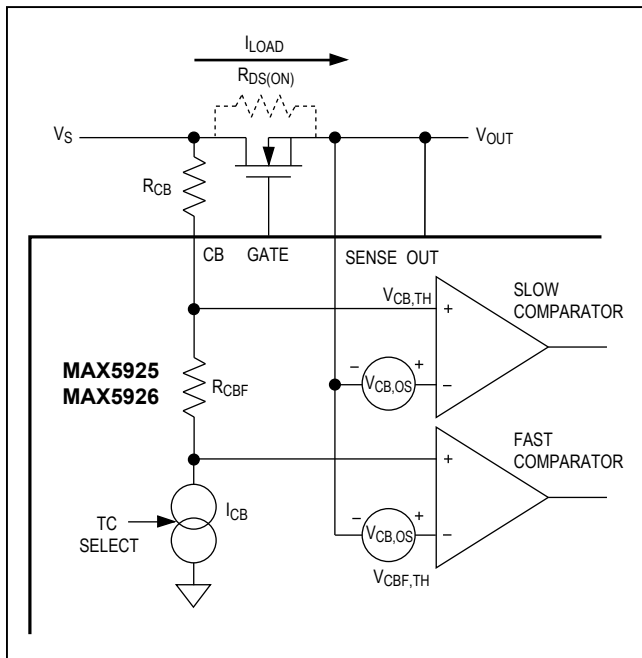 ILOAD
RDS(ON)
VS
VOUT
RCB
CB GATE SENSE OUT
VCB,TH
SLOW
COMPARATOR
+
MAX5925
MAX5926
RCBF
− +
VCB,OS
−
FAST
COMPARATOR
+
ICB
TC
SELECT
− +
VCB,OS
−
VCBF,TH